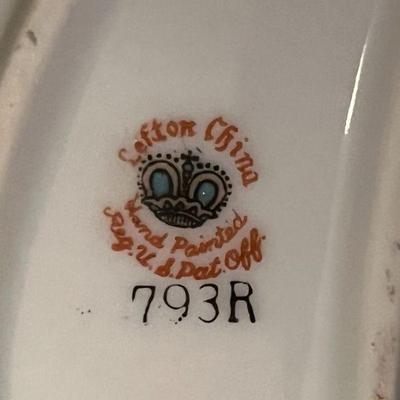 Lefton China
Hand Painted
Reg. U.S. Pat. Off.
793R